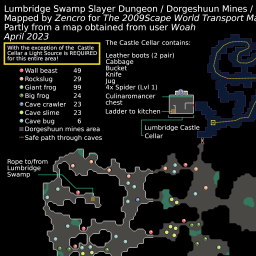 Lumbridge Swamp Slayer Dungeon / Dorgeshuun Mines /
Mapped by Zencro for The 2009Scape World Transport Ma
Partly from a map obtained from user Woah
April 2023
With the exception of the Castle
Cellar a Light Source is REQUIRED
for this entire area!
The Castle Cellar contains:
Leather boots (2 pair)
Cabbage
Bucket
Knife
Jug
4x Spider (Lvl 1)
Culinaromancer
chest
Ladder to kitchen
Wall beast 49
Rockslug 29
Giant frog 99
Big frog 24
Cave crawler 23
Cave slime 23
Cave bug 6
Dorgeshuun mines area
Safe path through caves
Lumbridge Castle
Cellar
Rope to/from
Lumbridge
Swamp